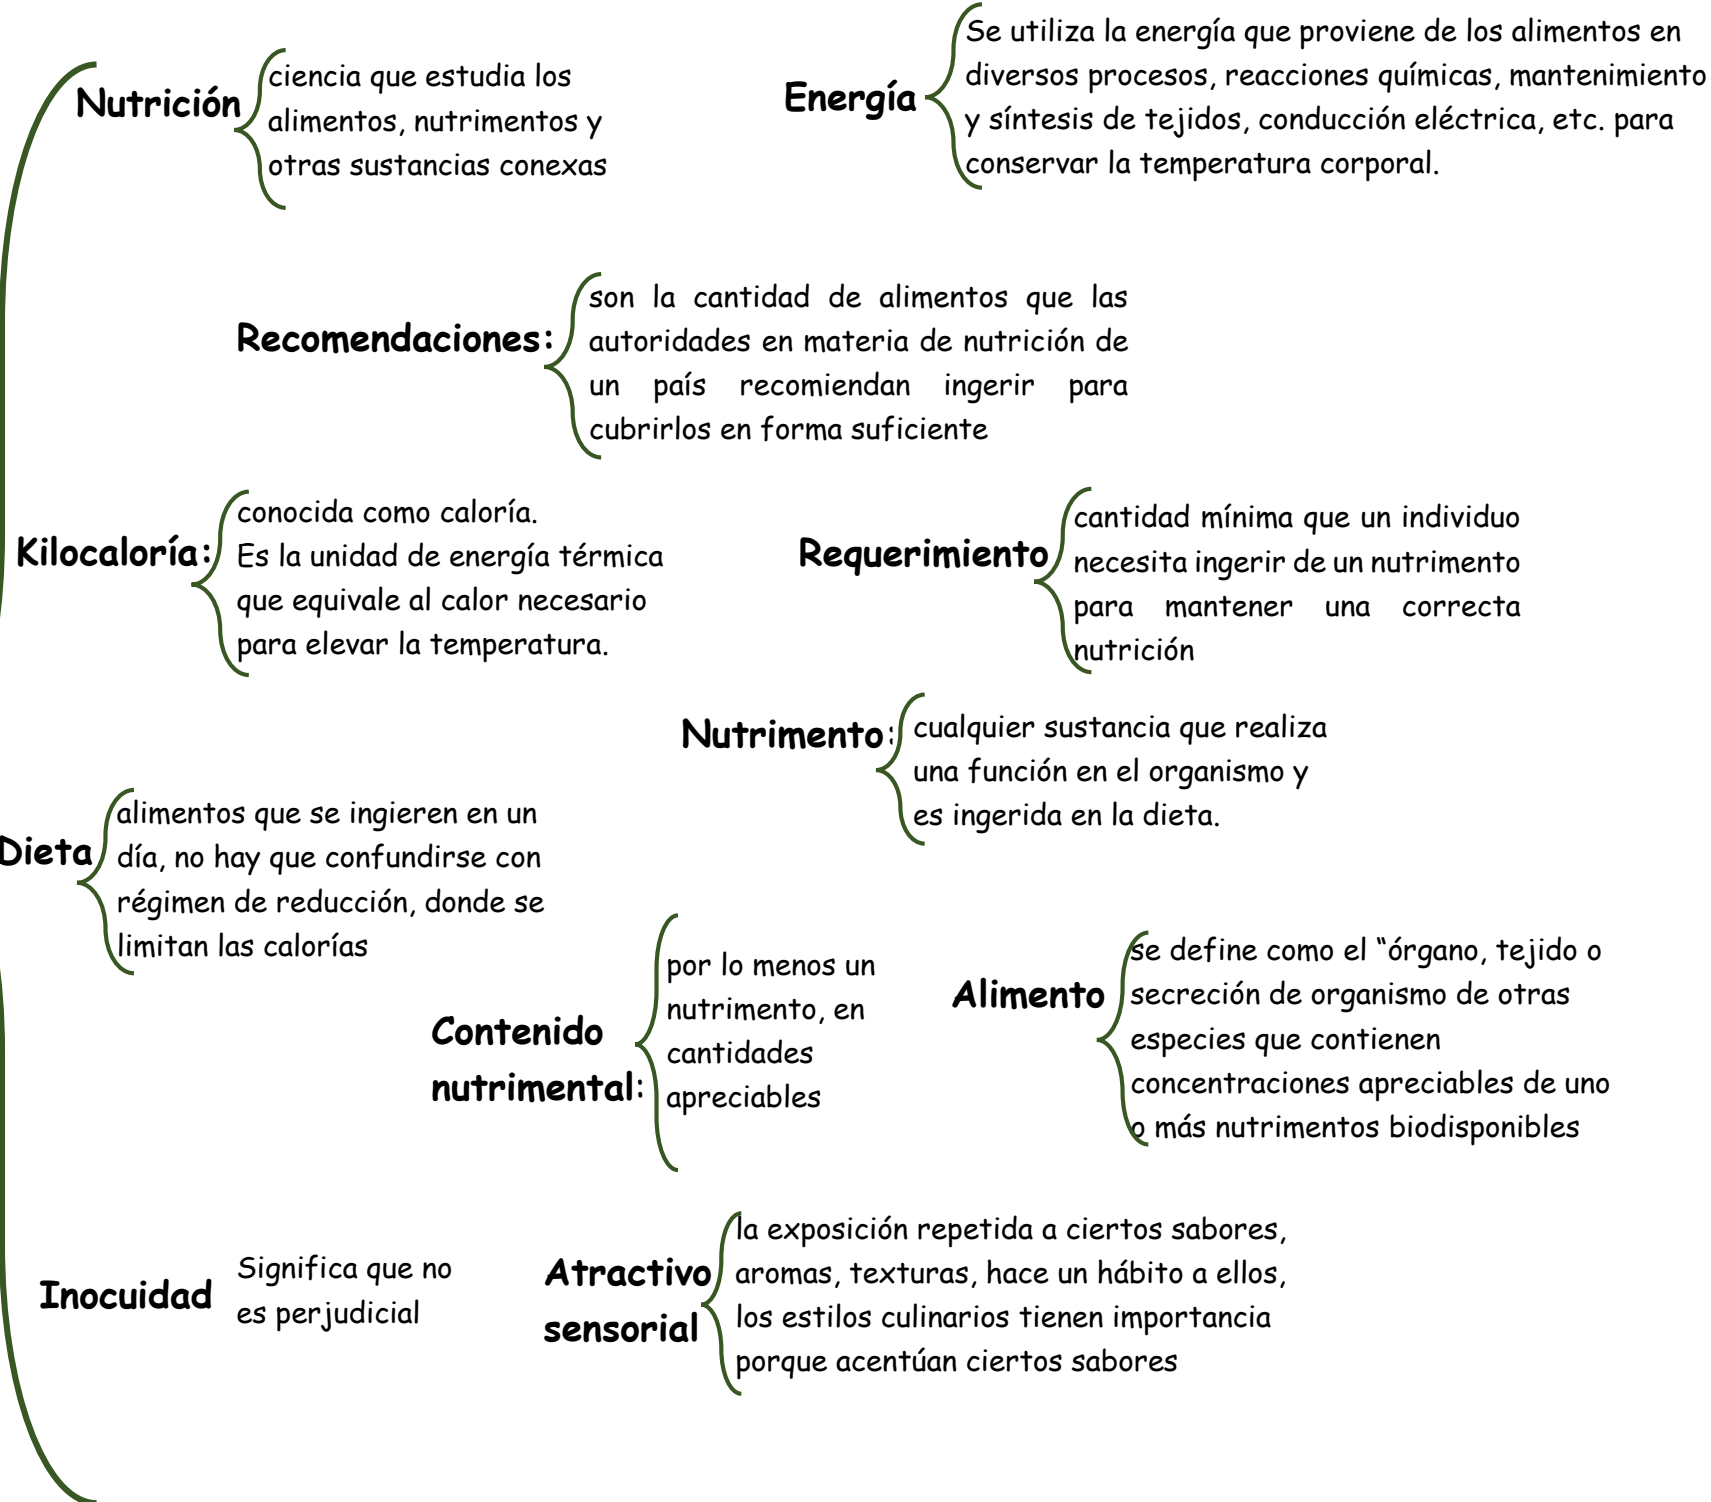 Nutrición
ciencia que estudia los
alimentos, nutrimentos y
otras sustancias conexas
Energía
Se utiliza la energía que proviene de los alimentos en
diversos procesos, reacciones químicas, mantenimiento
y síntesis de tejidos, conducción eléctrica, etc. para
conservar la temperatura corporal.
Recomendaciones:
son la cantidad de alimentos que las
autoridades en materia de nutrición de
un país recomiendan ingerir para
cubrirlos en forma suficiente
Kilocaloría:
conocida como caloría.
Es la unidad de energía térmica
que equivale al calor necesario
para elevar la temperatura.
Requerimiento
cantidad mínima que un individuo
necesita ingerir de un nutrimento
para mantener una correcta
nutrición
Nutrimento:
cualquier sustancia que realiza
una función en el organismo y
es ingerida en la dieta.
Dieta
alimentos que se ingieren en un
día, no hay que confundirse con
régimen de reducción, donde se
limitan las calorías
Contenido
nutrimental:
por lo menos un
nutrimento, en
cantidades
apreciables
Alimento
se define como el “órgano, tejido o
secreción de organismo de otras
especies que contienen
concentraciones apreciables de uno
o más nutrimentos biodisponibles
Inocuidad
Significa que no
es perjudicial
Atractivo
sensorial
la exposición repetida a ciertos sabores,
aromas, texturas, hace un hábito a ellos,
los estilos culinarios tienen importancia
porque acentúan ciertos sabores